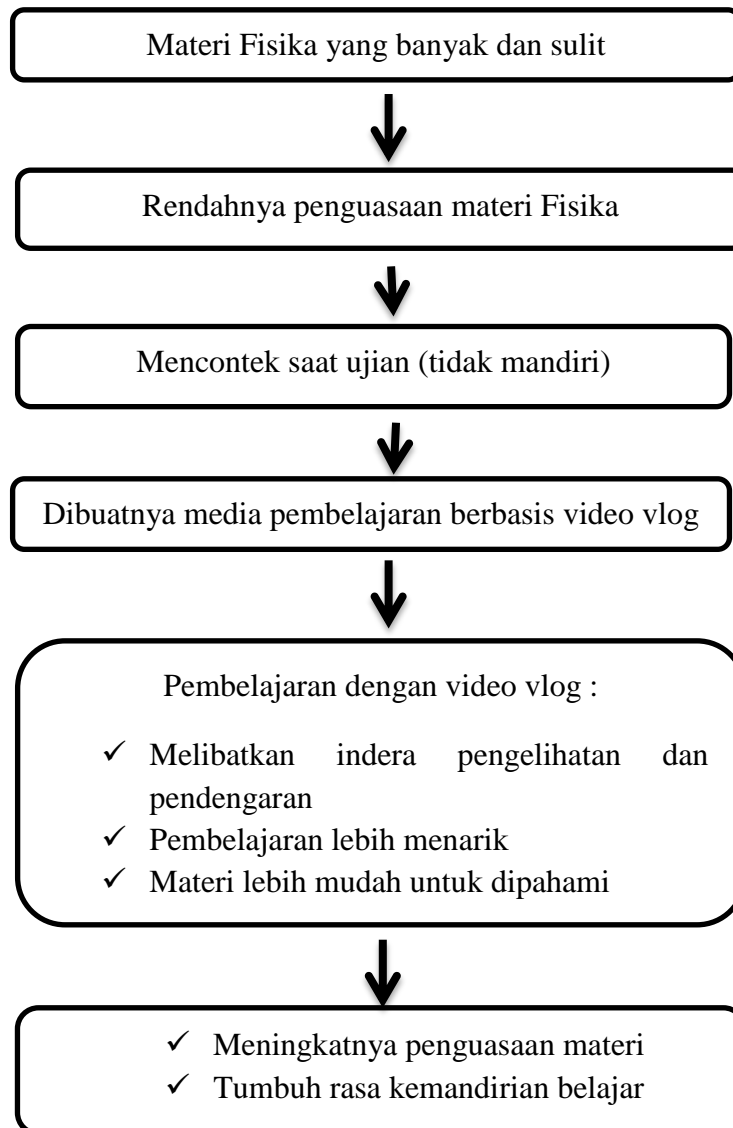 Materi Fisika yang banyak dan sulit
Rendahnya penguasaan materi Fisika
Mencontek saat ujian (tidak mandiri)
Dibuatnya media pembelajaran berbasis video vlog
Pembelajaran dengan video vlog :
✓ Melibatkan indera pengelihatan dan
pendengaran
✓ Pembelajaran lebih menarik
✓ Materi lebih mudah untuk dipahami
✓ Meningkatnya penguasaan materi
✓ Tumbuh rasa kemandirian belajar